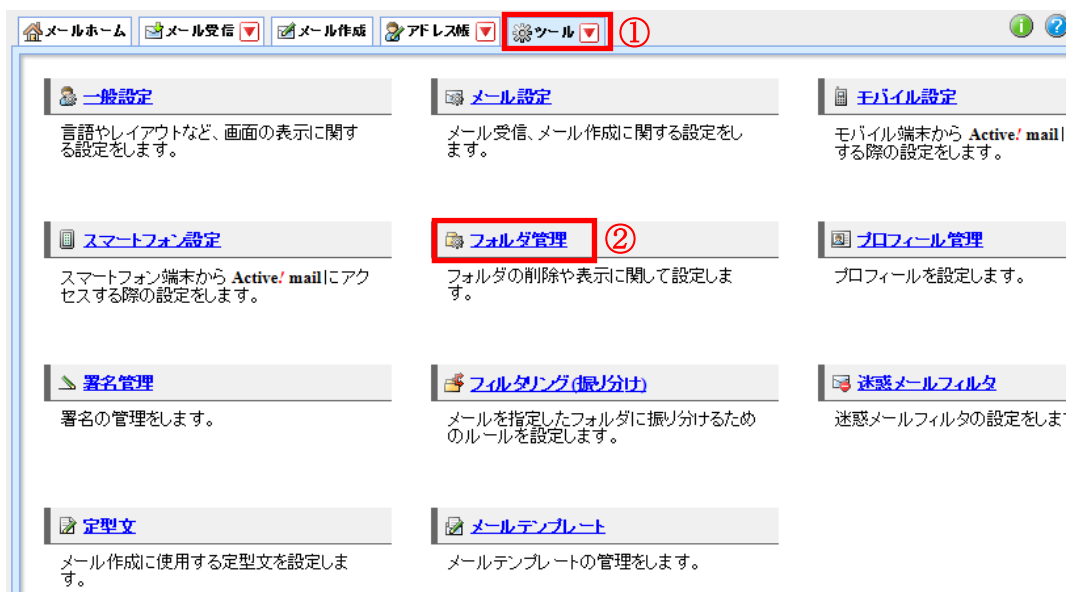 メールホーム メール受信 メール作成 アドレス帳 ツール ①
一般設定 メール設定 モバイル設定
言語やレイアウトなど、画面の表示に関す メール受信、メール作成に関する設定をし モバイル端末から Active! mail
る設定をします。 ます。 する際の設定をします。
スマートフォン設定 フォルダ管理 ② プロフィール管理
スマートフォン端末から Active! mailにアク フォルダの削除や表示に関して設定しま プロフィールを設定します。
セスする際の設定をします。 す。
署名管理 フィルタリング(振り分け) 迷惑メールフィルタ
署名の管理をします。 メールを指定したフォルダに振り分けるため 迷惑メールフィルタの設定をしま
のルールを設定します。
定型文 メールテンプレート
メール作成に使用する定型文を設定しま メールテンプレートの管理をします。
す。